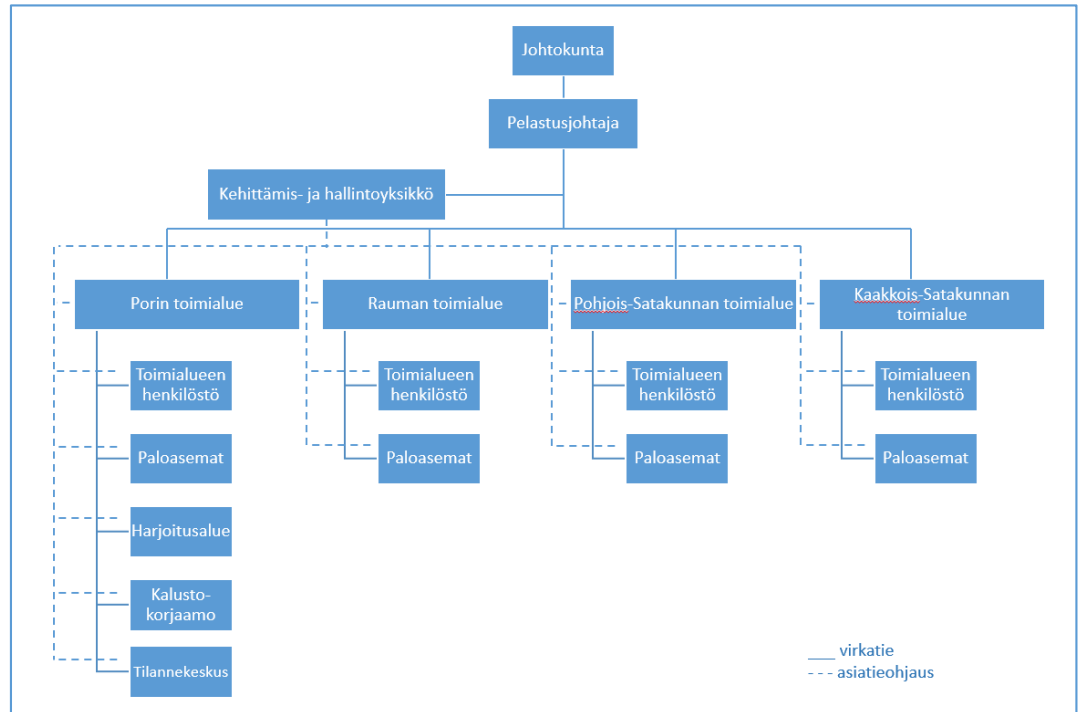 Johtokunta
Pelastusjohtaja
Kehittämis- ja hallintoyksikkö
Porin toimialue
Rauman toimialue
Pohjois-Satakunnan toimialue
Kaakkois-Satakunnan
toimialue
Toimialueen
henkilöstö
Toimialueen
henkilöstö
Toimialueen
henkilöstö
Toimialueen
henkilöstö
Paloasemat
Paloasemat
Paloasemat
Paloasemat
Harjoitusalue
Kalusto-
korjaamo
Tilannekeskus
virkatie
asiatieohjaus